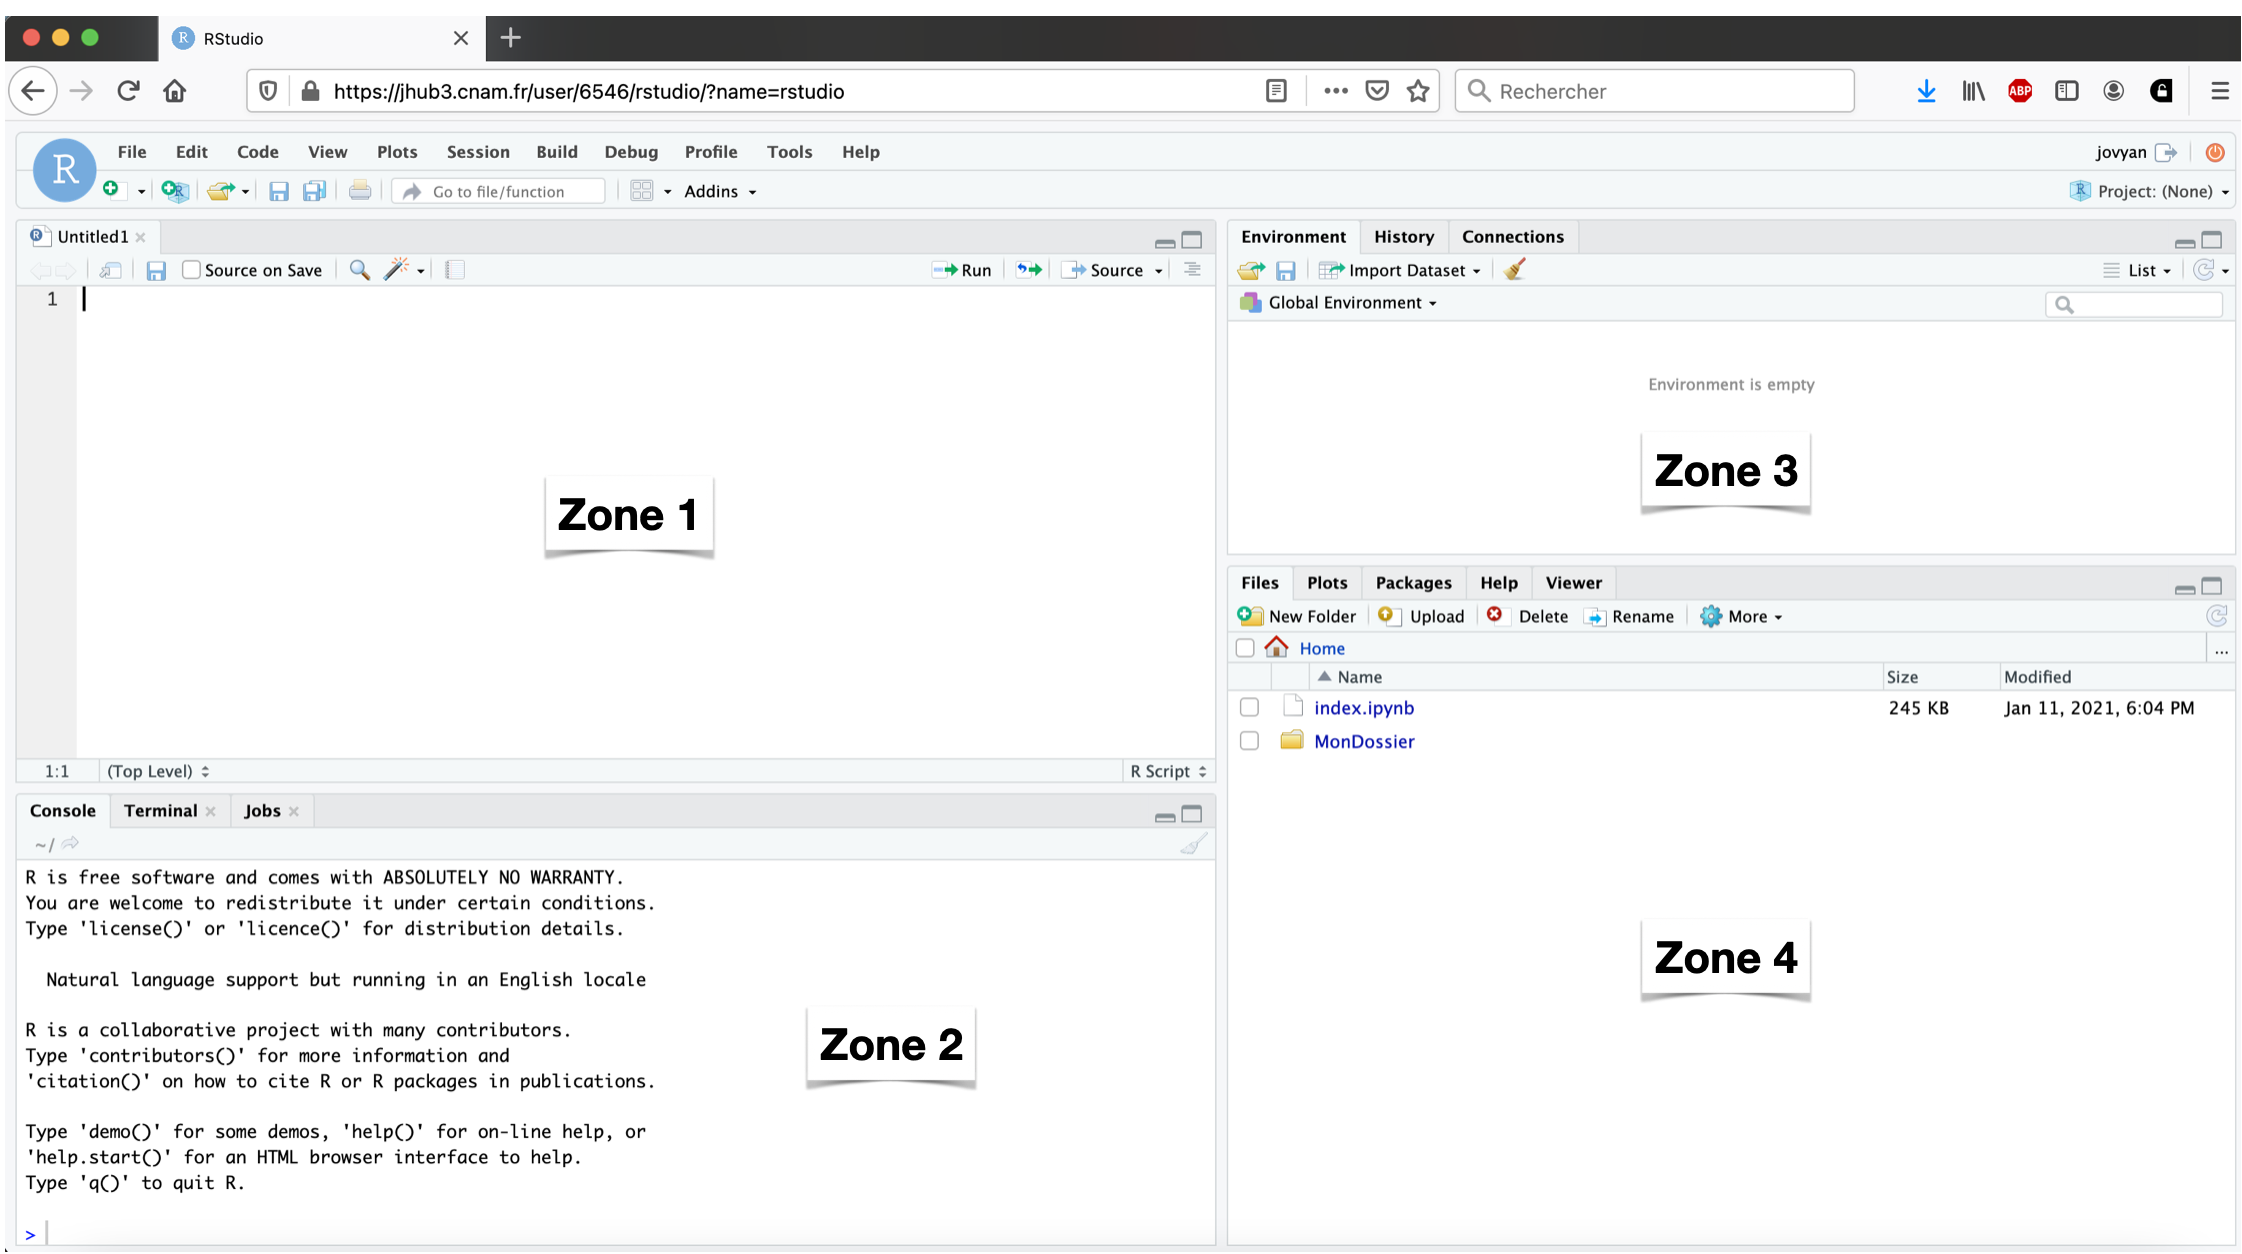 RStudio
https://jhub3.cnam.fr/user/6546/rstudio/?name=rstudio
Rechercher
ABP
R
File Edit Code View Plots Session Build Debug Profile Tools Help
jovyan
Go to file/function
Addins
Project: (None)
Untitled1
Source on Save
Run
Source
1
Zone 1
1:1 (Top Level)
R Script
Console Terminal Jobs
~/
R is free software and comes with ABSOLUTELY NO WARRANTY.
You are welcome to redistribute it under certain conditions.
Type 'license()' or 'licence()' for distribution details.
Natural language support but running in an English locale
R is a collaborative project with many contributors.
Type 'contributors()' for more information and
'citation()' on how to cite R or R packages in publications.
Type 'demo()' for some demos, 'help()' for on-line help, or
'help.start()' for an HTML browser interface to help.
Type 'q()' to quit R.
>
Zone 2
Environment History Connections
Import Dataset
List
Global Environment
Environment is empty
Zone 3
Files Plots Packages Help Viewer
New Folder Upload Delete Rename More
Home
...
Name Size Modified
index.ipynb 245 KB Jan 11, 2021, 6:04 PM
MonDossier
Zone 4